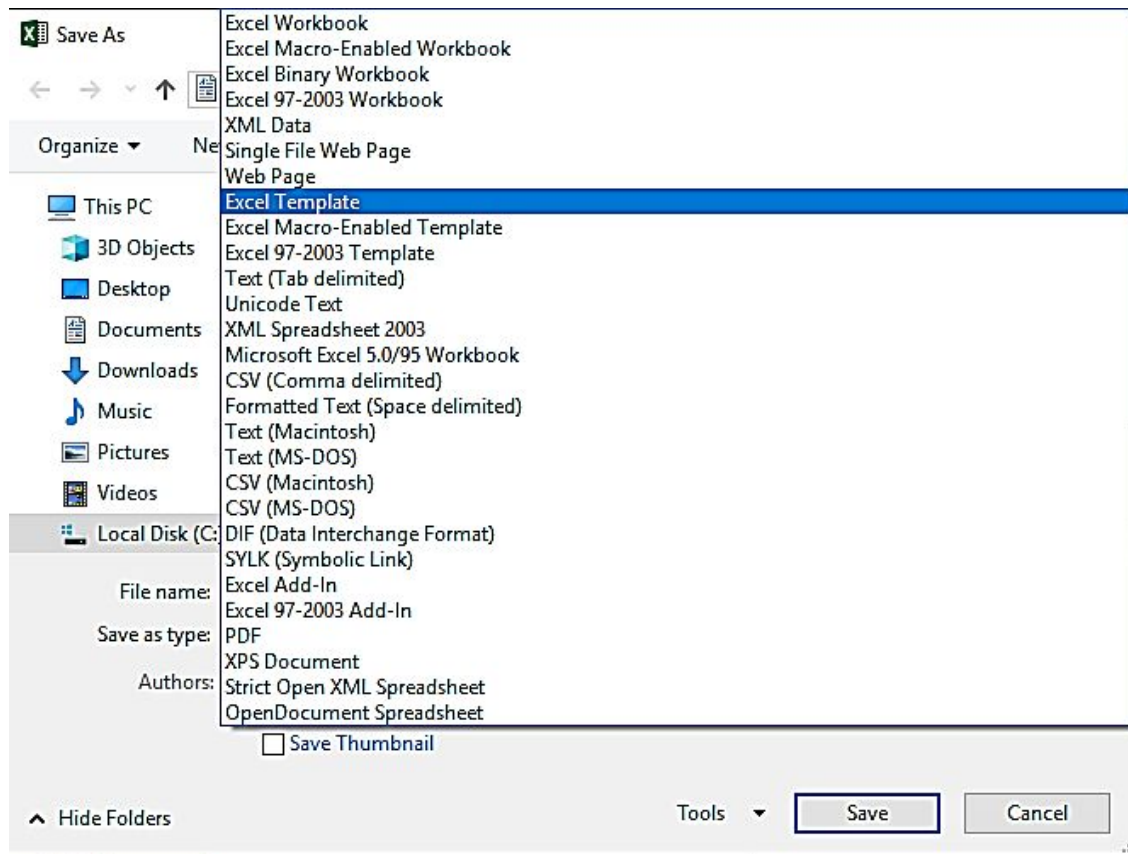 Save As
Organize
Ne
This PC
3D Objects
Desktop
Documents
Downloads
Music
Pictures
Videos
Local Disk (C:
Excel Workbook
Excel Macro-Enabled Workbook
Excel Binary Workbook
Excel 97-2003 Workbook
XML Data
Single File Web Page
Web Page
Excel Template
Excel Macro-Enabled Template
Excel 97-2003 Template
Text (Tab delimited)
Unicode Text
XML Spreadsheet 2003
Microsoft Excel 5.0/95 Workbook
CSV (Comma delimited)
Formatted Text (Space delimited)
Text (Macintosh)
Text (MS-DOS)
CSV (Macintosh)
CSV (MS-DOS)
DIF (Data Interchange Format)
SYLK (Symbolic Link)
Excel Add-In
Excel 97-2003 Add-In
PDF
XPS Document
Strict Open XML Spreadsheet
OpenDocument Spreadsheet
File name:
Save as type:
Authors:
Save Thumbnail
Hide Folders
Tools
Save
Cancel